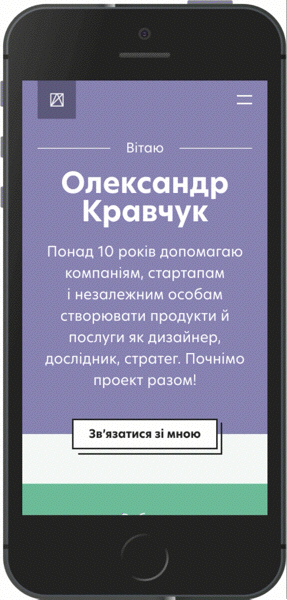 Вітаю
Олександр
Кравчук
Понад 10 років допомагаю
компаніям, стартапам
і незалежним особам
створювати продукти й
послуги як дизайнер,
дослідник, стратег. Почнімо
проект разом!
Зв’язатися зі мною